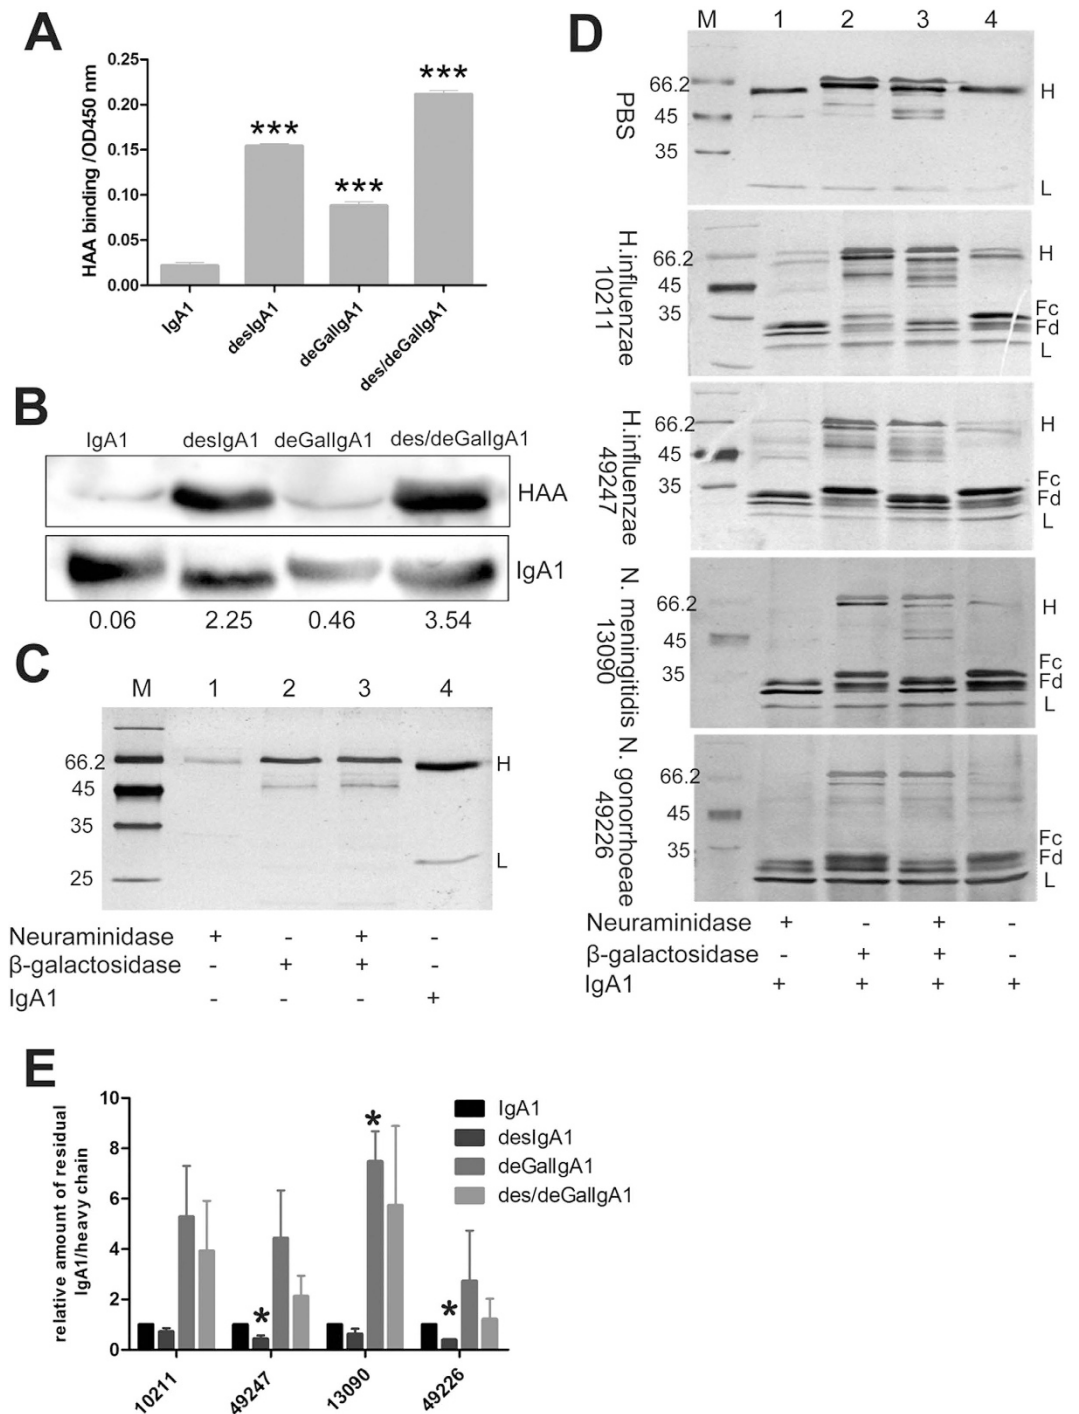 A
HAA binding /OD450 nm
0.25
0.20
0.15
0.10
0.05
0.00
***
***
***
IgA1
desIgA1
deGalIgA1
des/deGalIgA1
B
IgA1 desIgA1 deGalIgA1 des/deGalIgA1
HAA
IgA1
0.06 2.25 0.46 3.54
C
M 1 2 3 4
66.2
45
35
25
H
L
Neuraminidase + - + -
β-galactosidase - + + -
IgA1 - - - +
D
M 1 2 3 4
PBS
66.2
45
35
H
L
H.influenzae
10211
66.2
45
35
H
Fc
Fd
L
H.influenzae
49247
66.2
45
35
H
Fc
Fd
L
N. meningitidis
13090
66.2
45
35
H
Fc
Fd
L
N. gonorrhoeae
49226
66.2
45
35
Fc
Fd
L
Neuraminidase + - + -
β-galactosidase - + + -
IgA1 + + + +
E
relative amount of residual
IgA1/heavy chain
10
8
6
4
2
0
*
*
*
10211
49247
13090
49226
IgA1
desIgA1
deGalIgA1
des/deGalIgA1